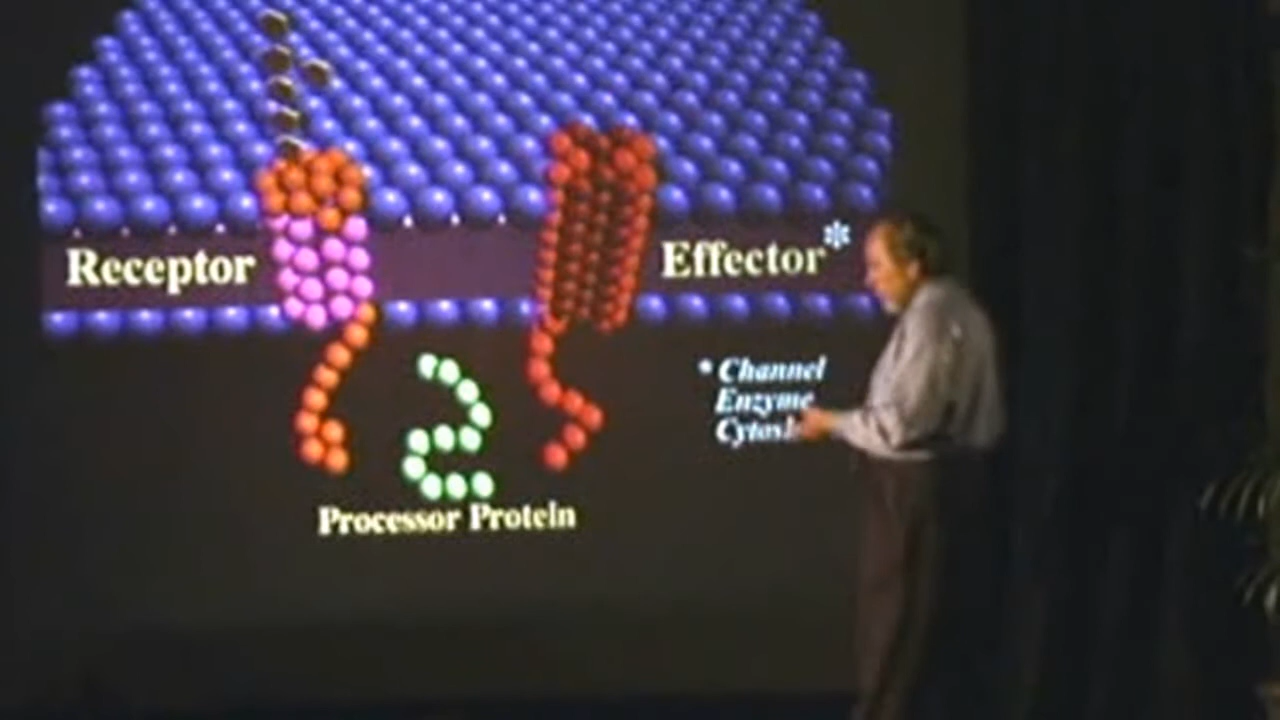 Receptor
Effector*
* Channel
Enzyme
Processor Protein